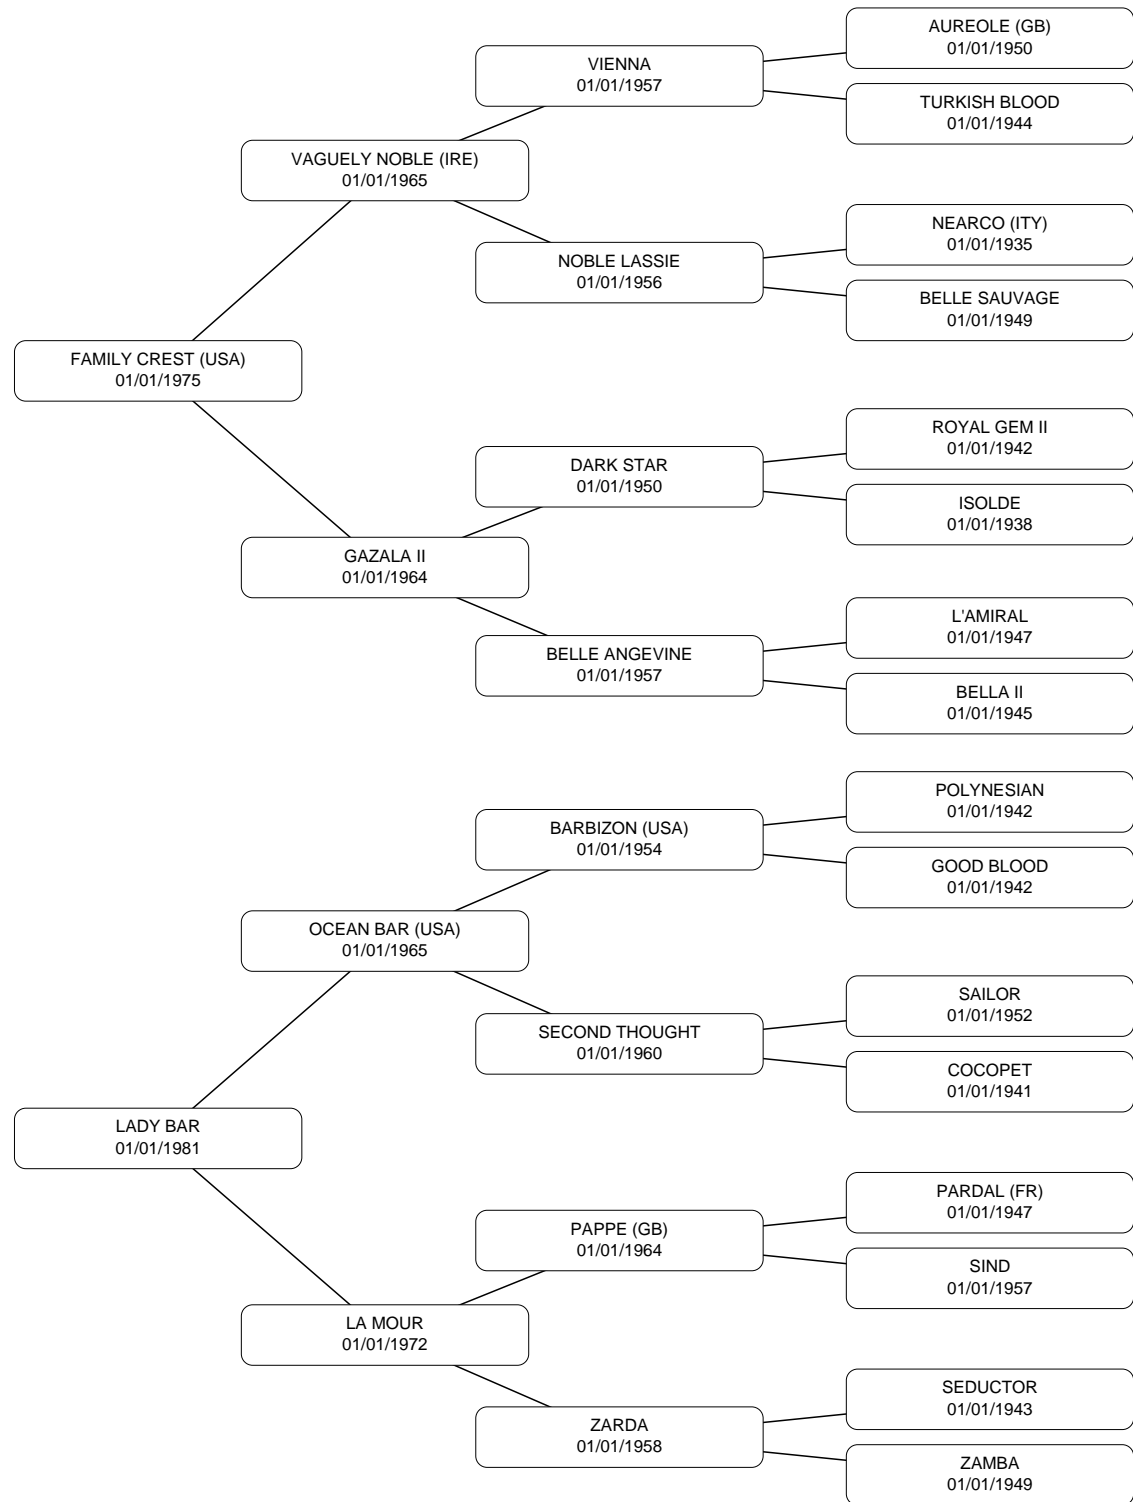 AUREOLE (GB)
01/01/1950
VIENNA
01/01/1957
TURKISH BLOOD
01/01/1944
VAGUELY NOBLE (IRE)
01/01/1965
NEARCO (ITY)
01/01/1935
NOBLE LASSIE
01/01/1956
BELLE SAUVAGE
01/01/1949
FAMILY CREST (USA)
01/01/1975
ROYAL GEM II
01/01/1942
DARK STAR
01/01/1950
ISOLDE
01/01/1938
GAZALA II
01/01/1964
L'AMIRAL
01/01/1947
BELLE ANGEVINE
01/01/1957
BELLA II
01/01/1945
POLYNESIAN
01/01/1942
BARBIZON (USA)
01/01/1954
GOOD BLOOD
01/01/1942
OCEAN BAR (USA)
01/01/1965
SAILOR
01/01/1952
SECOND THOUGHT
01/01/1960
COCOPET
01/01/1941
LADY BAR
01/01/1981
PARDAL (FR)
01/01/1947
PAPPE (GB)
01/01/1964
SIND
01/01/1957
LA MOUR
01/01/1972
SEDUCTOR
01/01/1943
ZARDA
01/01/1958
ZAMBA
01/01/1949